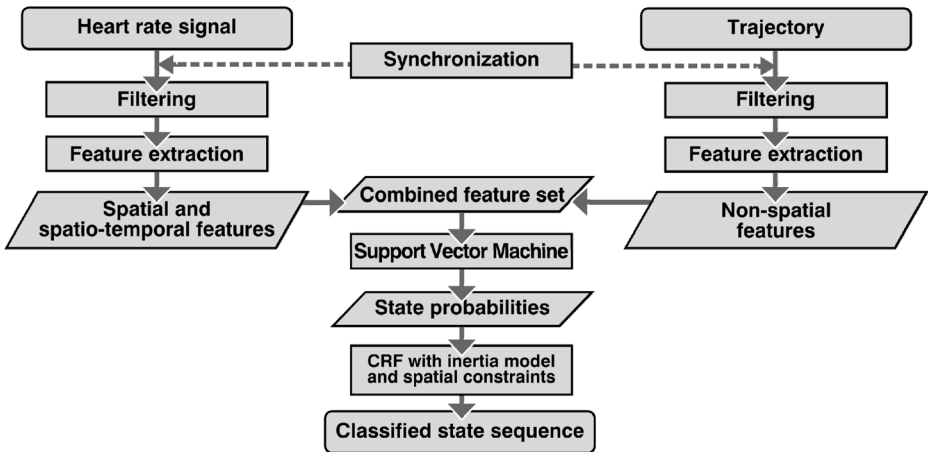 Heart rate signal
Trajectory
Synchronization
Filtering
Filtering
Feature extraction
Feature extraction
Spatial and
spatio-temporal features
Combined feature set
Non-spatial
features
Support Vector Machine
State probabilities
CRF with inertia model
and spatial constraints
Classified state sequence